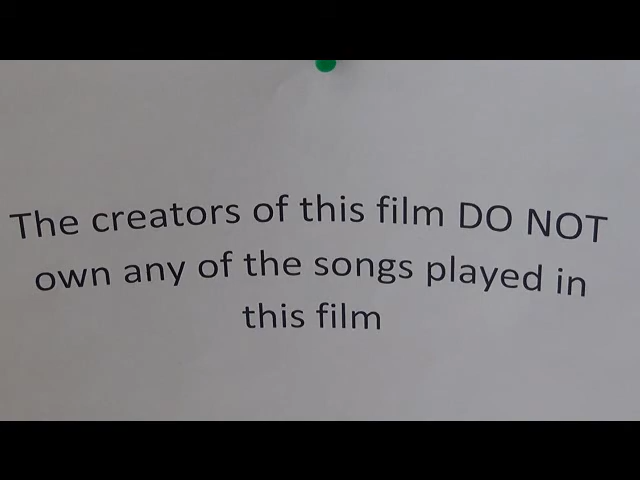 The creators of this film DO NOT
own any of the songs played in
this film